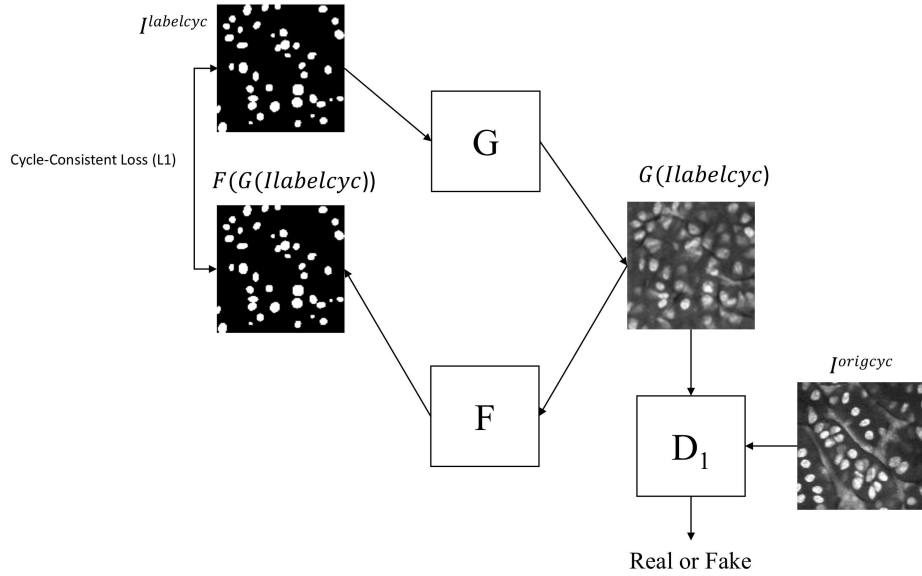 I^labelcyc
G
Cycle-Consistent Loss (L1)
F(G(Ilabelcyc))
G(Ilabelcyc)
I^origcyc
F
D₁
Real or Fake